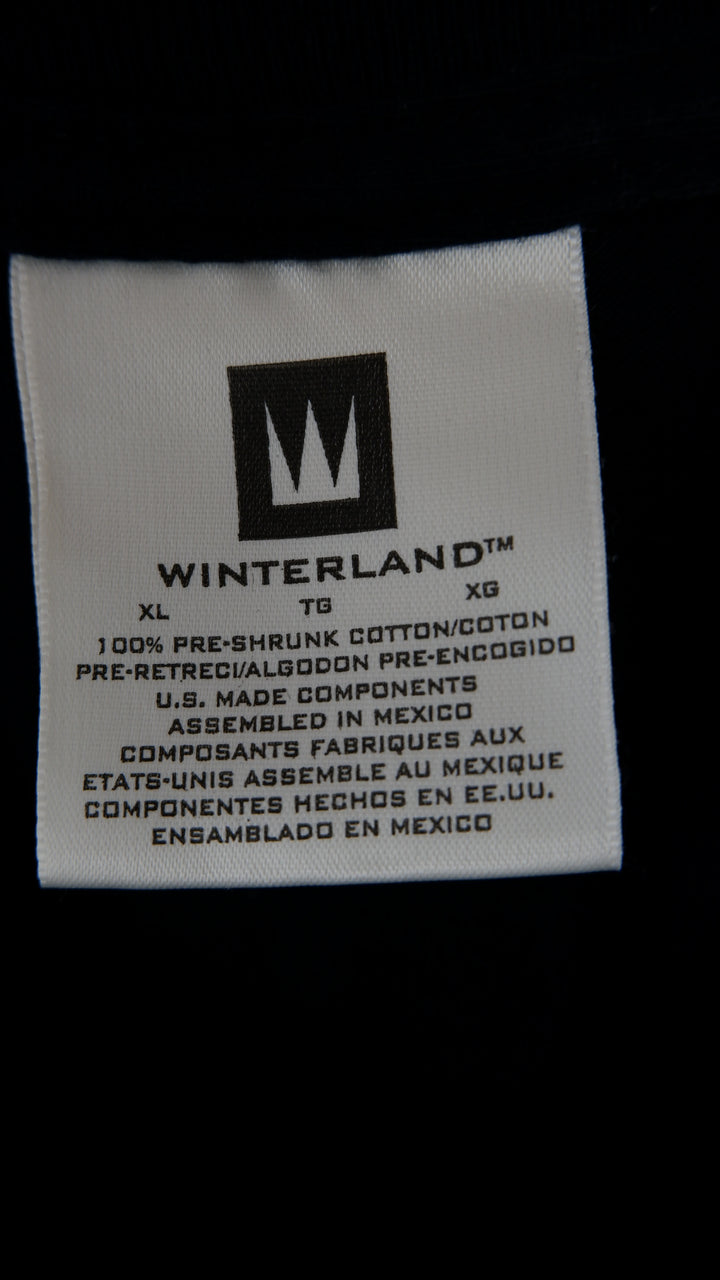 W
WINTERLAND™
XL TG XG
100% PRE-SHRUNK COTTON/COTON
PRE-RETRECI/ALGODON PRE-ENCOGIDO
U.S. MADE COMPONENTS
ASSEMBLED IN MEXICO
COMPOSANTS FABRIQUES AUX
ETATS-UNIS ASSEMBLE AU MEXIQUE
COMPONENTES HECHOS EN EE.UU.
ENSAMBLADO EN MEXICO